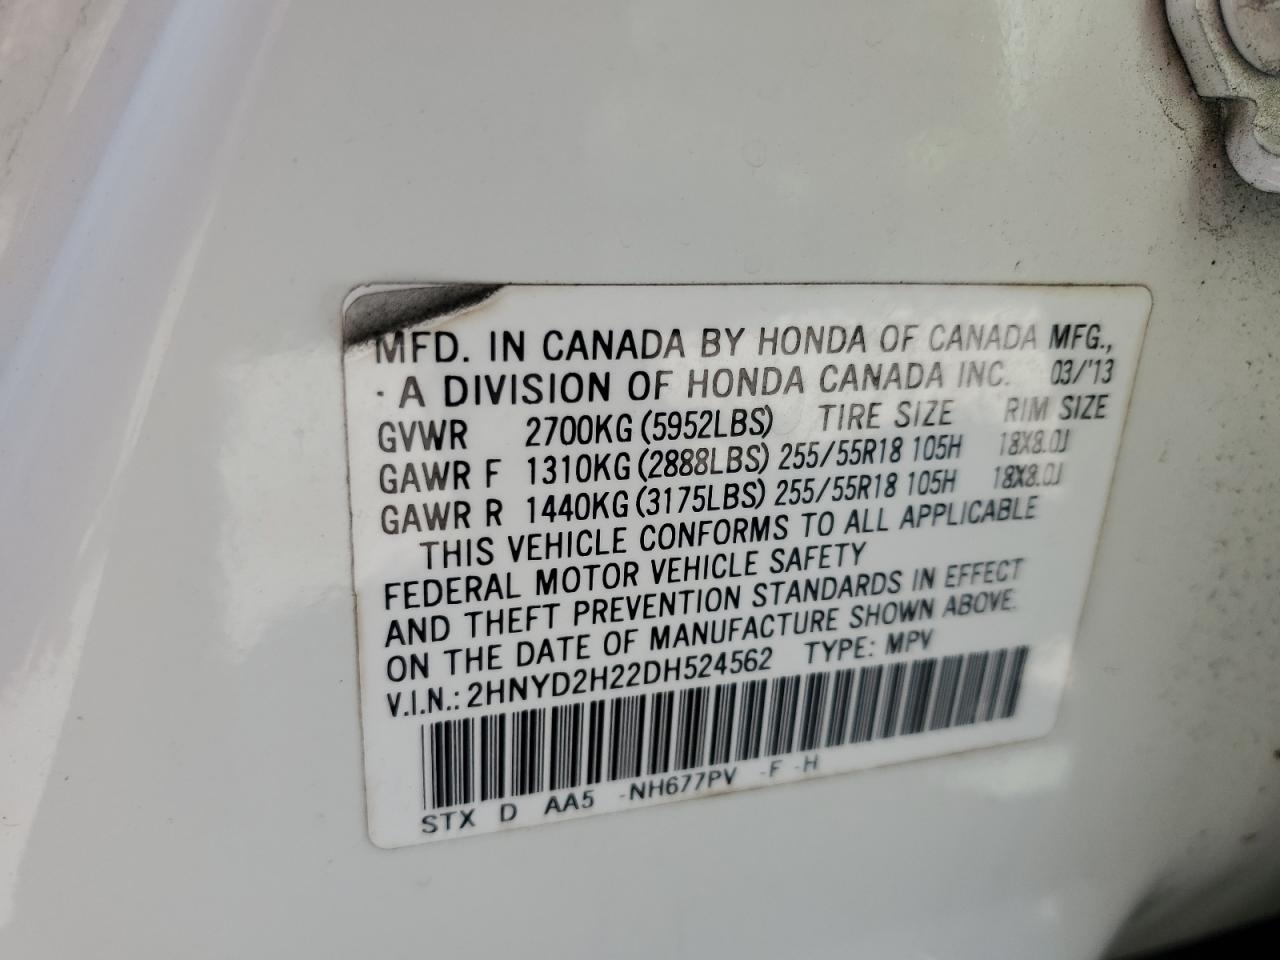 MFD. IN CANADA BY HONDA OF CANADA MFG.,
· A DIVISION OF HONDA CANADA INC. 03/'13
GVWR 2700KG (5952LBS) TIRE SIZE RIM SIZE
GAWR F 1310KG (2888LBS) 255/55R18 105H 18X8.0J
GAWR R 1440KG (3175LBS) 255/55R18 105H 18X8.0J
THIS VEHICLE CONFORMS TO ALL APPLICABLE
FEDERAL MOTOR VEHICLE SAFETY
AND THEFT PREVENTION STANDARDS IN EFFECT
ON THE DATE OF MANUFACTURE SHOWN ABOVE.
V.I.N.: 2HNYD2H22DH524562 TYPE: MPV
STX D AA5 -NH677PV -F -H